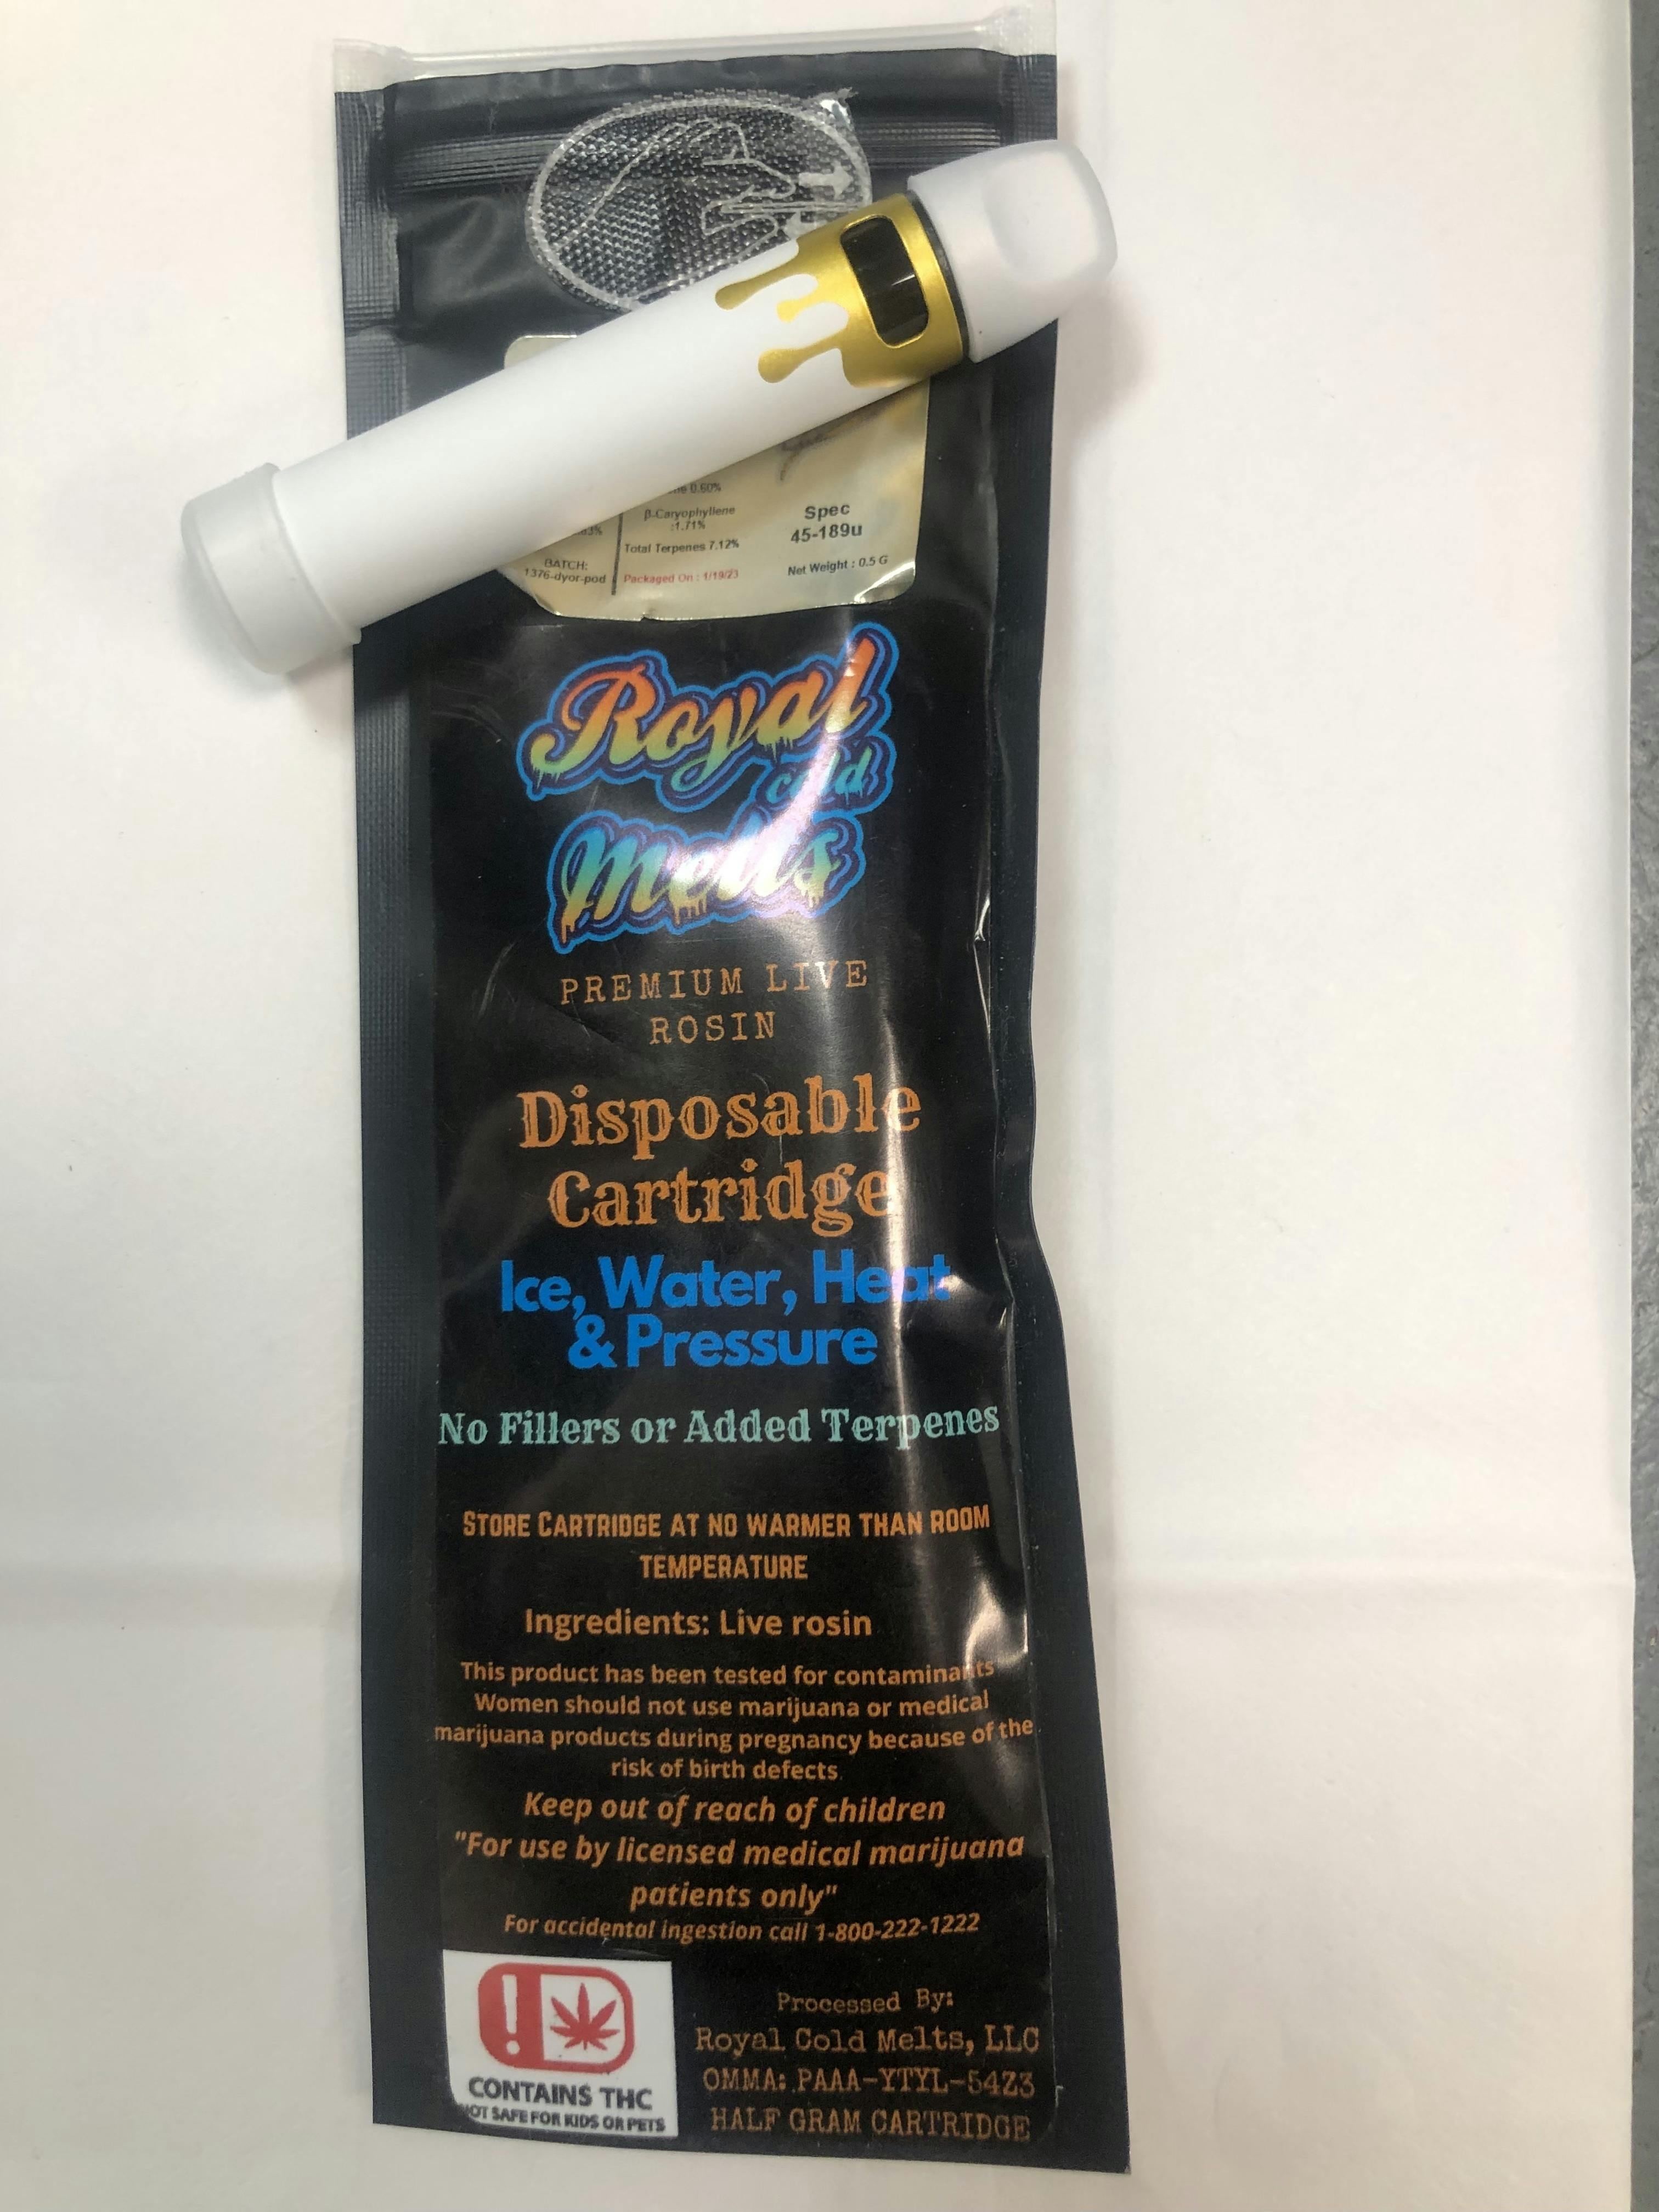 0.60%
β-Caryophyllene
:1.71%
Total Terpenes 7.12%
BATCH:
1376-dyor-pod
Packaged On : 1/19/23
Spec
45-189u
Net Weight : 0.5 G
Royal
cold
Melts
PREMIUM LIVE
ROSIN
Disposable
Cartridge
Ice, Water, Heat
& Pressure
No Fillers or Added Terpenes
STORE CARTRIDGE AT NO WARMER THAN ROOM
TEMPERATURE
Ingredients: Live rosin
This product has been tested for contaminants
Women should not use marijuana or medical
marijuana products during pregnancy because of the
risk of birth defects.
Keep out of reach of children
"For use by licensed medical marijuana
patients only"
For accidental ingestion call 1-800-222-1222
CONTAINS THC
NOT SAFE FOR KIDS OR PETS
Processed By:
Royal Cold Melts, LLC
OMMA: PAAA-YTYL-54Z3
HALF GRAM CARTRIDGE